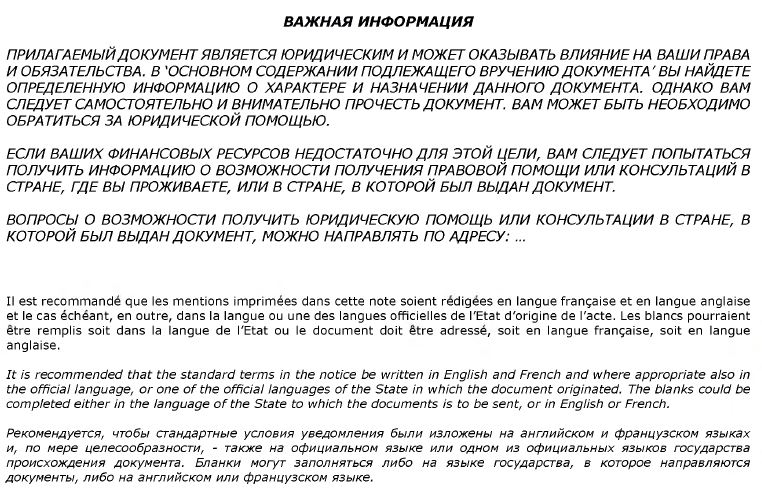 ВАЖНАЯ ИНФОРМАЦИЯ
ПРИЛАГАЕМЫЙ ДОКУМЕНТ ЯВЛЯЕТСЯ ЮРИДИЧЕСКИМ И МОЖЕТ ОКАЗЫВАТЬ ВЛИЯНИЕ НА ВАШИ ПРАВА
И ОБЯЗАТЕЛЬСТВА. В ‘ОСНОВНОМ СОДЕРЖАНИИ ПОДЛЕЖАЩЕГО ВРУЧЕНИЮ ДОКУМЕНТА’ ВЫ НАЙДЕТЕ
ОПРЕДЕЛЕННУЮ ИНФОРМАЦИЮ О ХАРАКТЕРЕ И НАЗНАЧЕНИИ ДАННОГО ДОКУМЕНТА. ОДНАКО ВАМ
СЛЕДУЕТ САМОСТОЯТЕЛЬНО И ВНИМАТЕЛЬНО ПРОЧЕСТЬ ДОКУМЕНТ. ВАМ МОЖЕТ БЫТЬ НЕОБХОДИМО
ОБРАТИТЬСЯ ЗА ЮРИДИЧЕСКОЙ ПОМОЩЬЮ.
ЕСЛИ ВАШИХ ФИНАНСОВЫХ РЕСУРСОВ НЕДОСТАТОЧНО ДЛЯ ЭТОЙ ЦЕЛИ, ВАМ СЛЕДУЕТ ПОПЫТАТЬСЯ
ПОЛУЧИТЬ ИНФОРМАЦИЮ О ВОЗМОЖНОСТИ ПОЛУЧЕНИЯ ПРАВОВОЙ ПОМОЩИ ИЛИ КОНСУЛЬТАЦИЙ В
СТРАНЕ, ГДЕ ВЫ ПРОЖИВАЕТЕ, ИЛИ В СТРАНЕ, В КОТОРОЙ БЫЛ ВЫДАН ДОКУМЕНТ.
ВОПРОСЫ О ВОЗМОЖНОСТИ ПОЛУЧИТЬ ЮРИДИЧЕСКУЮ ПОМОЩЬ ИЛИ КОНСУЛЬТАЦИИ В СТРАНЕ, В
КОТОРОЙ БЫЛ ВЫДАН ДОКУМЕНТ, МОЖНО НАПРАВЛЯТЬ ПО АДРЕСУ: …
Il est recommandé que les mentions imprimées dans cette note soient rédigées en langue française et en langue anglaise
et le cas échéant, en outre, dans la langue ou une des langues officielles de l’Etat d’origine de l’acte. Les blancs pourraient
être remplis soit dans la langue de l’Etat ou le document doit être adressé, soit en langue française, soit en langue
anglaise.
It is recommended that the standard terms in the notice be written in English and French and where appropriate also in
the official language, or one of the official languages of the State in which the document originated. The blanks could be
completed either in the language of the State to which the documents is to be sent, or in English or French.
Рекомендуется, чтобы стандартные условия уведомления были изложены на английском и французском языках
и, по мере целесообразности, - также на официальном языке или одном из официальных языков государства
происхождения документа. Бланки могут заполняться либо на языке государства, в которое направляются
документы, либо на английском или французском языке.